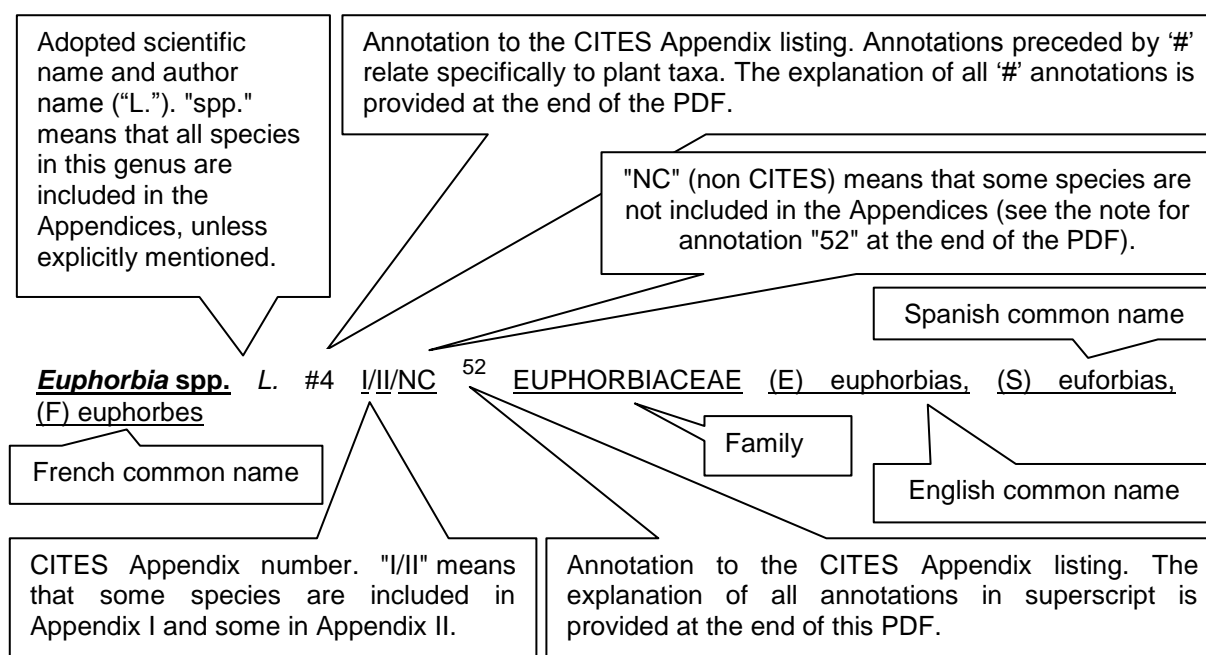 Adopted scientific
name and author
name (“L.”). "spp."
means that all species
in this genus are
included in the
Appendices, unless
explicitly mentioned.
Annotation to the CITES Appendix listing. Annotations preceded by ‘#’
relate specifically to plant taxa. The explanation of all ‘#’ annotations is
provided at the end of the PDF.
"NC" (non CITES) means that some species are
not included in the Appendices (see the note for
annotation "52" at the end of the PDF).
Spanish common name
Euphorbia spp. L. #4 I/II/NC 52 EUPHORBIACEAE (E) euphorbias, (S) euforbias,
(F) euphorbes
French common name
Family
English common name
CITES Appendix number. "I/II" means
that some species are included in
Appendix I and some in Appendix II.
Annotation to the CITES Appendix listing. The
explanation of all annotations in superscript is
provided at the end of this PDF.